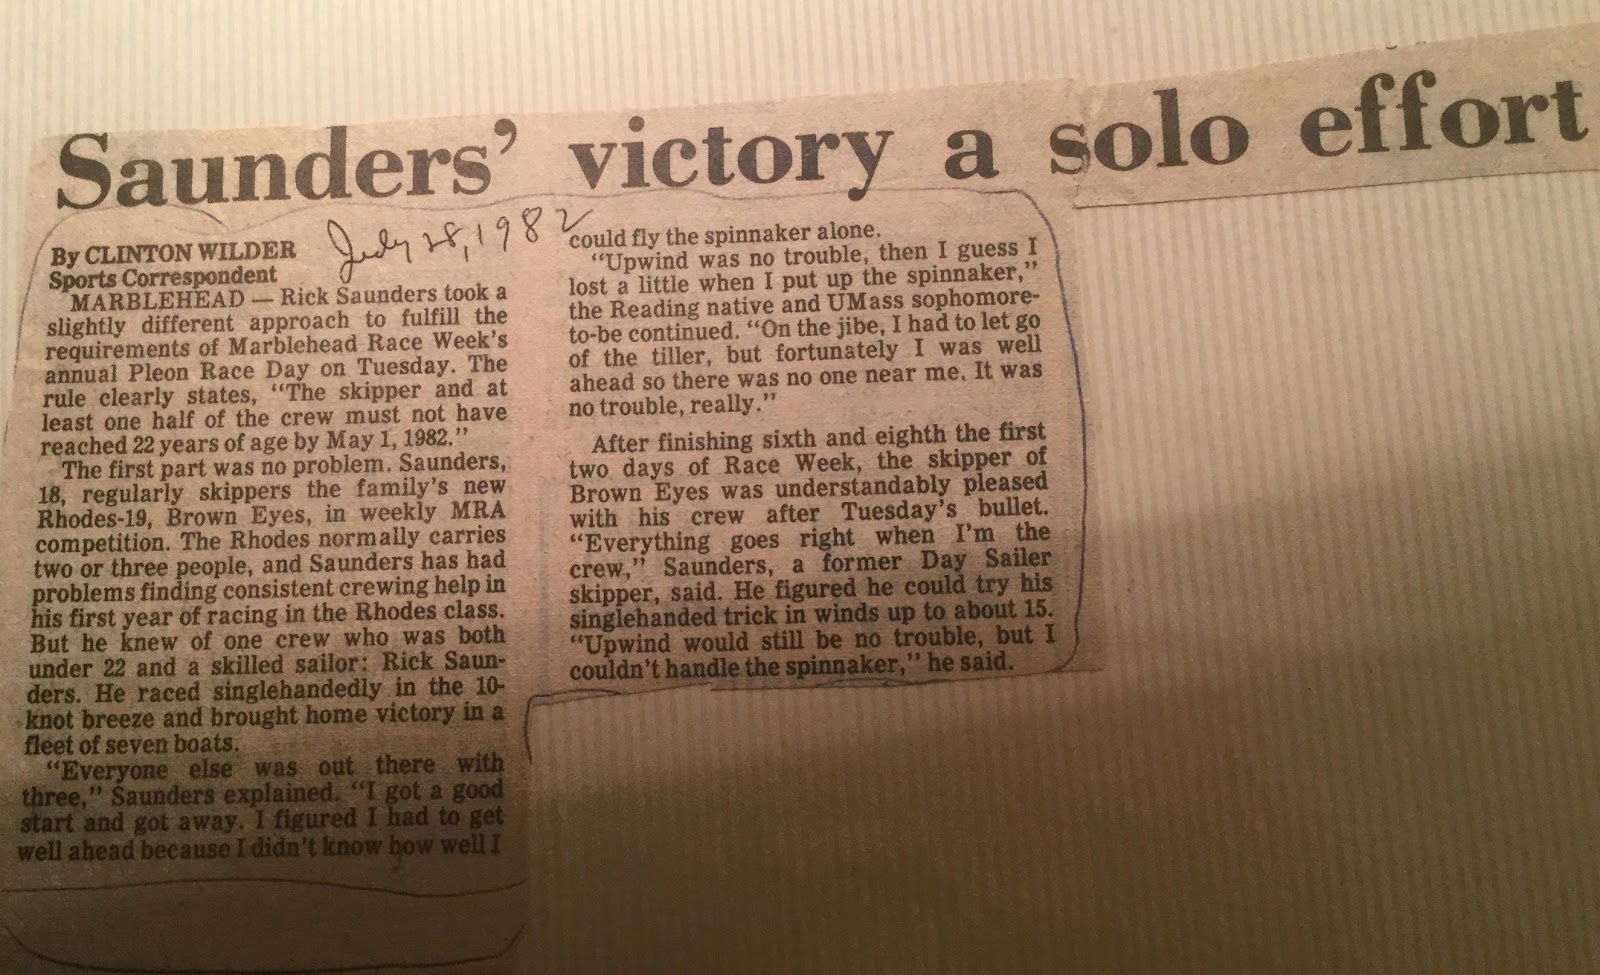 Saunders' victory a solo effort
By CLINTON WILDER
Sports Correspondent
July 28, 1982
MARBLEHEAD — Rick Saunders took a
slightly different approach to fulfill the
requirements of Marblehead Race Week's
annual Pleon Race Day on Tuesday. The
rule clearly states, "The skipper and at
least one half of the crew must not have
reached 22 years of age by May 1, 1982."
The first part was no problem. Saunders,
18, regularly skippers the family's new
Rhodes-19, Brown Eyes, in weekly MRA
competition. The Rhodes normally carries
two or three people, and Saunders has had
problems finding consistent crewing help in
his first year of racing in the Rhodes class.
But he knew of one crew who was both
under 22 and a skilled sailor: Rick Saun-
ders. He raced singlehandedly in the 10-
knot breeze and brought home victory in a
fleet of seven boats.
"Everyone else was out there with
three," Saunders explained. "I got a good
start and got away. I figured I had to get
well ahead because I didn't know how well I
could fly the spinnaker alone.
"Upwind was no trouble, then I guess I
lost a little when I put up the spinnaker,"
the Reading native and UMass sophomore-
to-be continued. "On the jibe, I had to let go
of the tiller, but fortunately I was well
ahead so there was no one near me. It was
no trouble, really."
After finishing sixth and eighth the first
two days of Race Week, the skipper of
Brown Eyes was understandably pleased
with his crew after Tuesday's bullet.
"Everything goes right when I'm the
crew," Saunders, a former Day Sailer
skipper, said. He figured he could try his
singlehanded trick in winds up to about 15.
"Upwind would still be no trouble, but I
couldn't handle the spinnaker," he said.